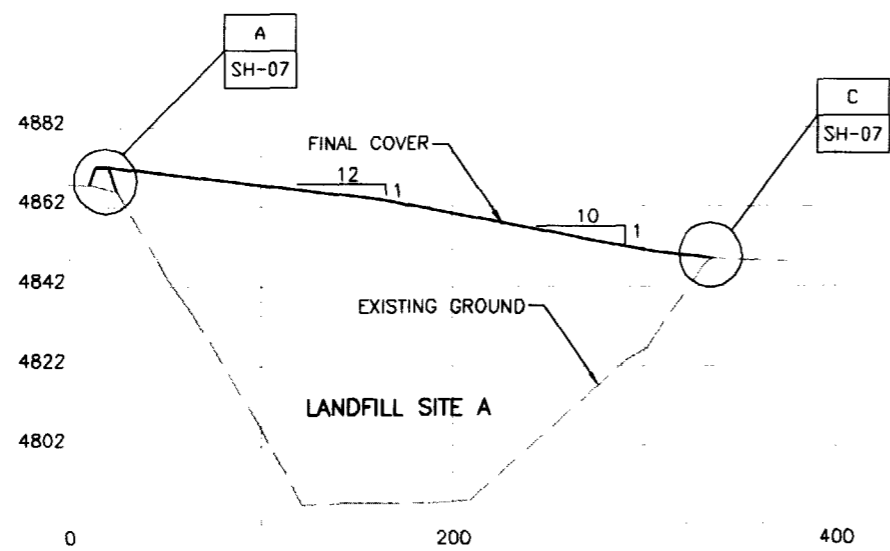 A
SH-07
C
SH-07
4882
FINAL COVER
12
1
4862
10
1
4842
EXISTING GROUND
4822
LANDFILL SITE A
4802
0
200
400